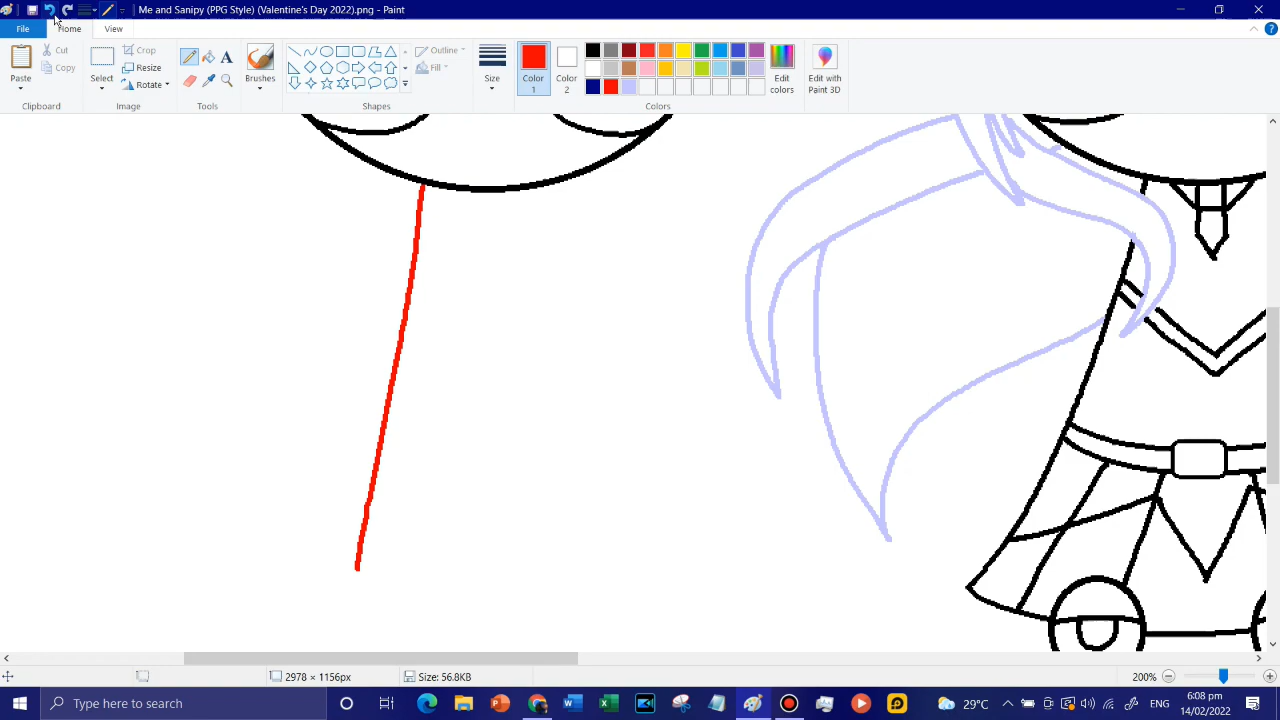 Me and Sanipy (PPG Style) (Valentine's Day 2022).png - Paint
File
Home
View
Paste
Cut
Copy
Clipboard
Select
Crop
Resize
Rotate
Image
Tools
Brushes
Outline
Fill
Shapes
Size
Color
1
Color
2
Edit
colors
Colors
Edit with
Paint 3D
2978 × 1156px
Size: 56.8KB
200%
Type here to search
29°C
ENG
6:08 pm
14/02/2022